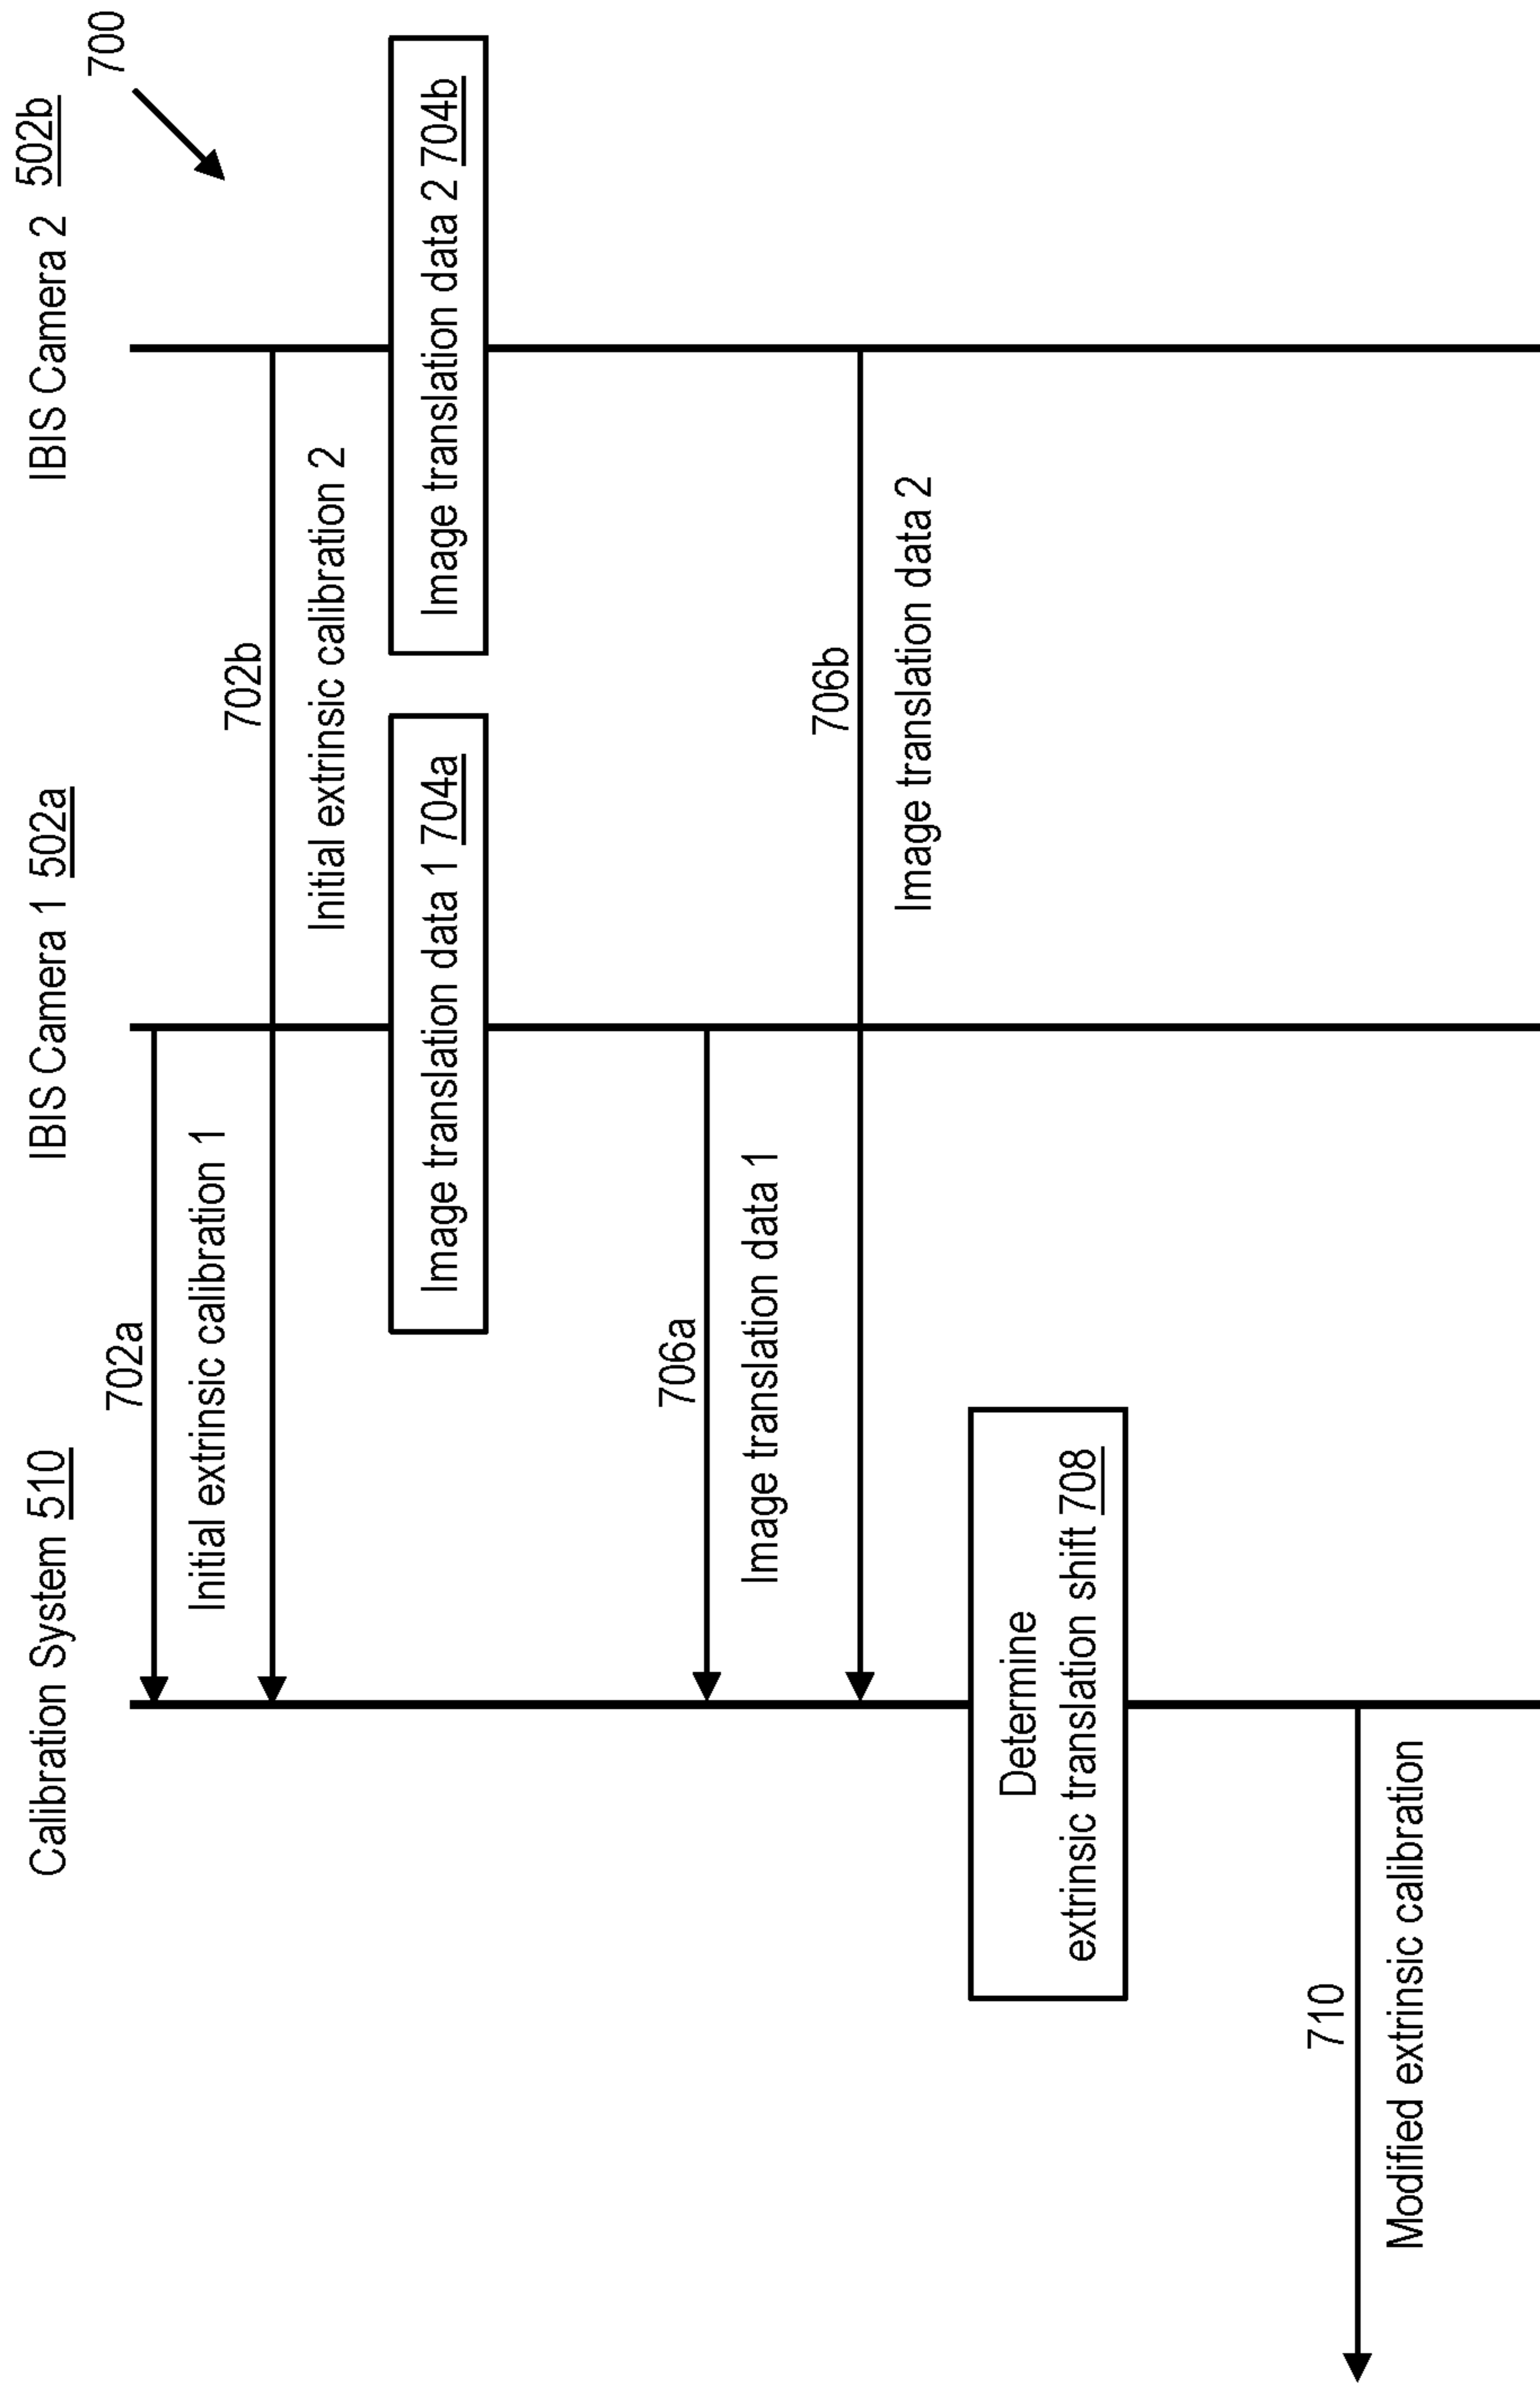 700
Calibration System 510
IBIS Camera 1 502a
IBIS Camera 2 502b
702a
Initial extrinsic calibration 1
702b
Initial extrinsic calibration 2
Image translation data 1 704a
Image translation data 2 704b
706a
Image translation data 1
706b
Image translation data 2
Determine
extrinsic translation shift 708
710
Modified extrinsic calibration